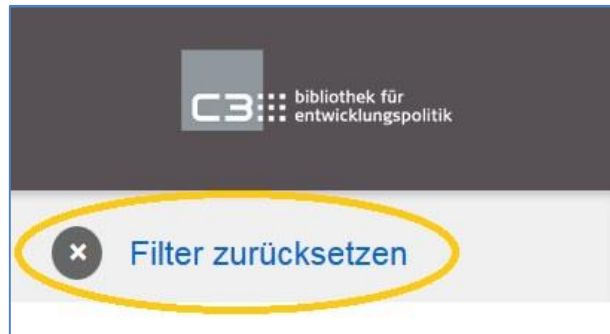 C3 bibliothek für
entwicklungspolitik
Filter zurücksetzen